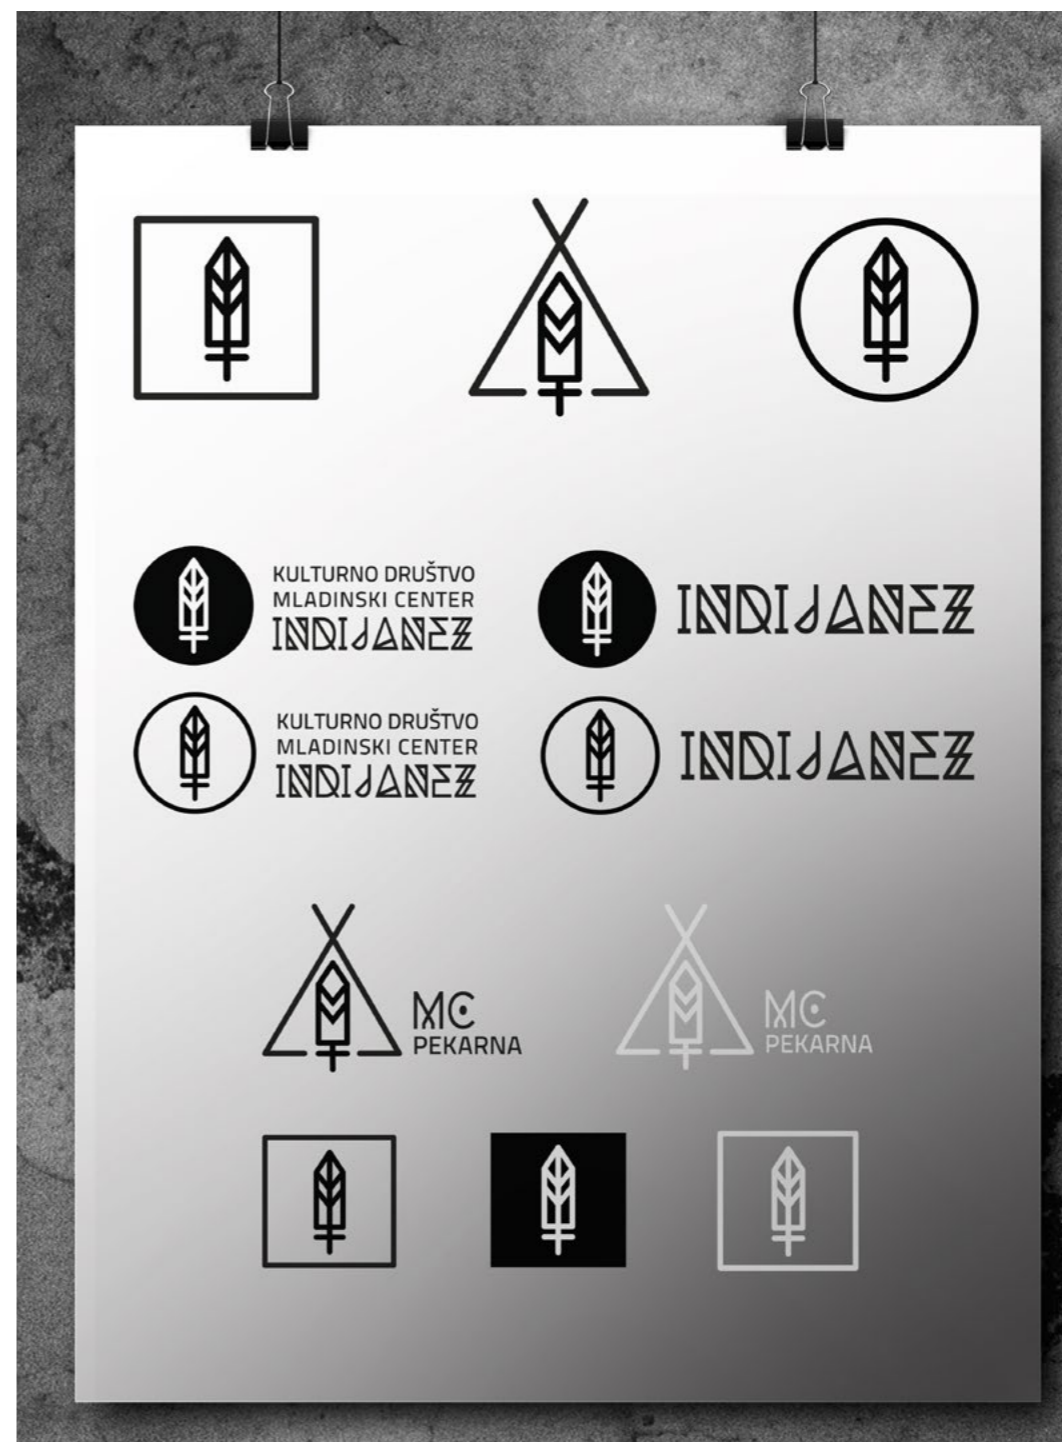 KULTURNO DRUŠTVO
MLADINSKI CENTER
INDIJANEZ
INDIJANEZ
KULTURNO DRUŠTVO
MLADINSKI CENTER
INDIJANEZ
INDIJANEZ
MC
PEKARNA
MC
PEKARNA